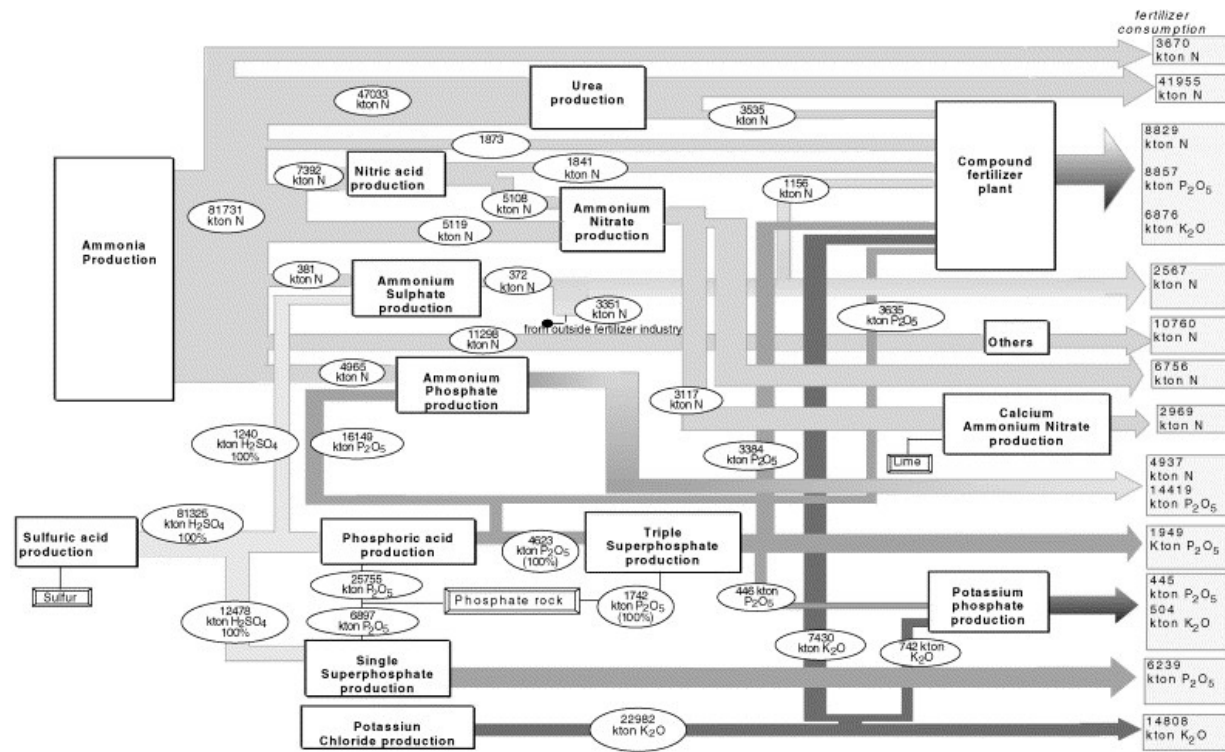 fertilizer
consumption
3670
kton N
41955
kton N
Urea
production
47033
kton N
3535
kton N
1873
8829
kton N
8857
kton P2O5
6876
kton K2O
Compound
fertilizer
plant
7392
kton N
Nitric acid
production
1841
kton N
1156
kton N
5108
kton N
81731
kton N
5119
kton N
Ammonium
Nitrate
production
Ammonia
Production
381
kton N
Ammonium
Sulphate
production
372
kton N
2567
kton N
3351
kton N
from outside fertilizer industry
3635
kton P2O5
11298
kton N
Others
10760
kton N
4965
kton N
Ammonium
Phosphate
production
6756
kton N
3117
kton N
Calcium
Ammonium Nitrate
production
2969
kton N
1240
kton H2SO4
100%
16149
kton P2O5
3384
kton P2O5
Lime
4937
kton N
14419
kton P2O5
81325
kton H2SO4
100%
Sulfuric acid
production
Phosphoric acid
production
4623
kton P2O5
(100%)
Triple
Superphosphate
production
1949
Kton P2O5
Sulfur
25755
kton P2O5
Phosphate rock
1742
kton P2O5
(100%)
446 kton
P2O5
Potassium
phosphate
production
445
kton P2O5
504
kton K2O
12478
kton H2SO4
100%
6897
kton P2O5
7430
kton K2O
742 kton
K2O
Single
Superphosphate
production
6239
kton P2O5
Potassiun
Chloride production
22982
kton K2O
14808
kton K2O